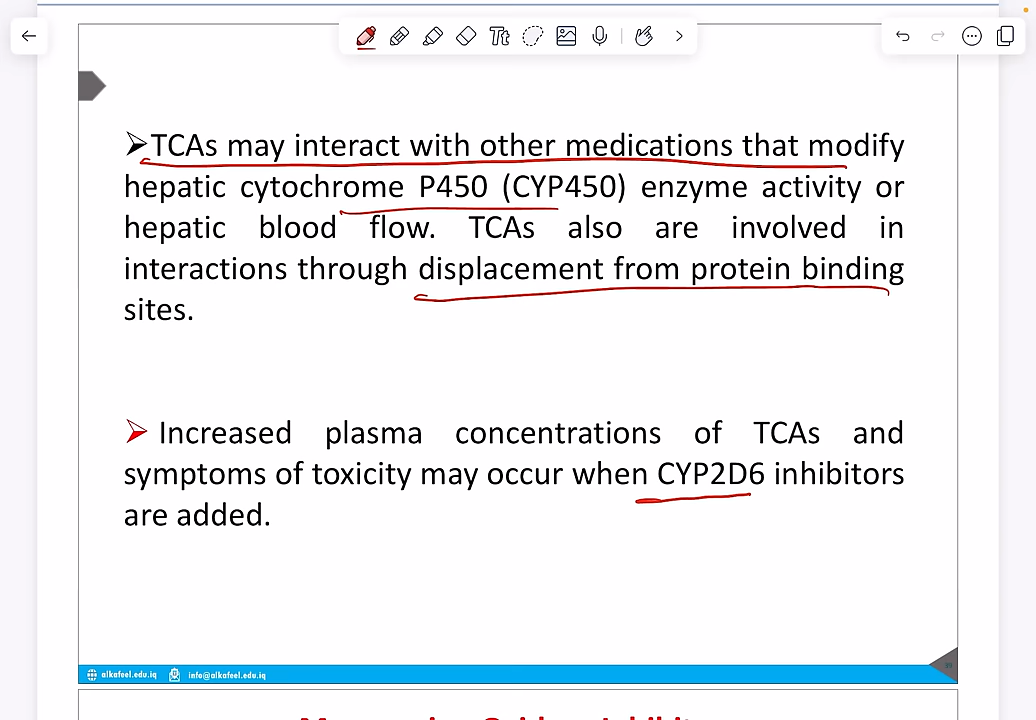 Tt
TCAs may interact with other medications that modify
hepatic cytochrome P450 (CYP450) enzyme activity or
hepatic blood flow. TCAs also are involved in
interactions through displacement from protein binding
sites.
Increased plasma concentrations of TCAs and
symptoms of toxicity may occur when CYP2D6 inhibitors
are added.
alkafeel.edu.iq info@alkafeel.edu.iq